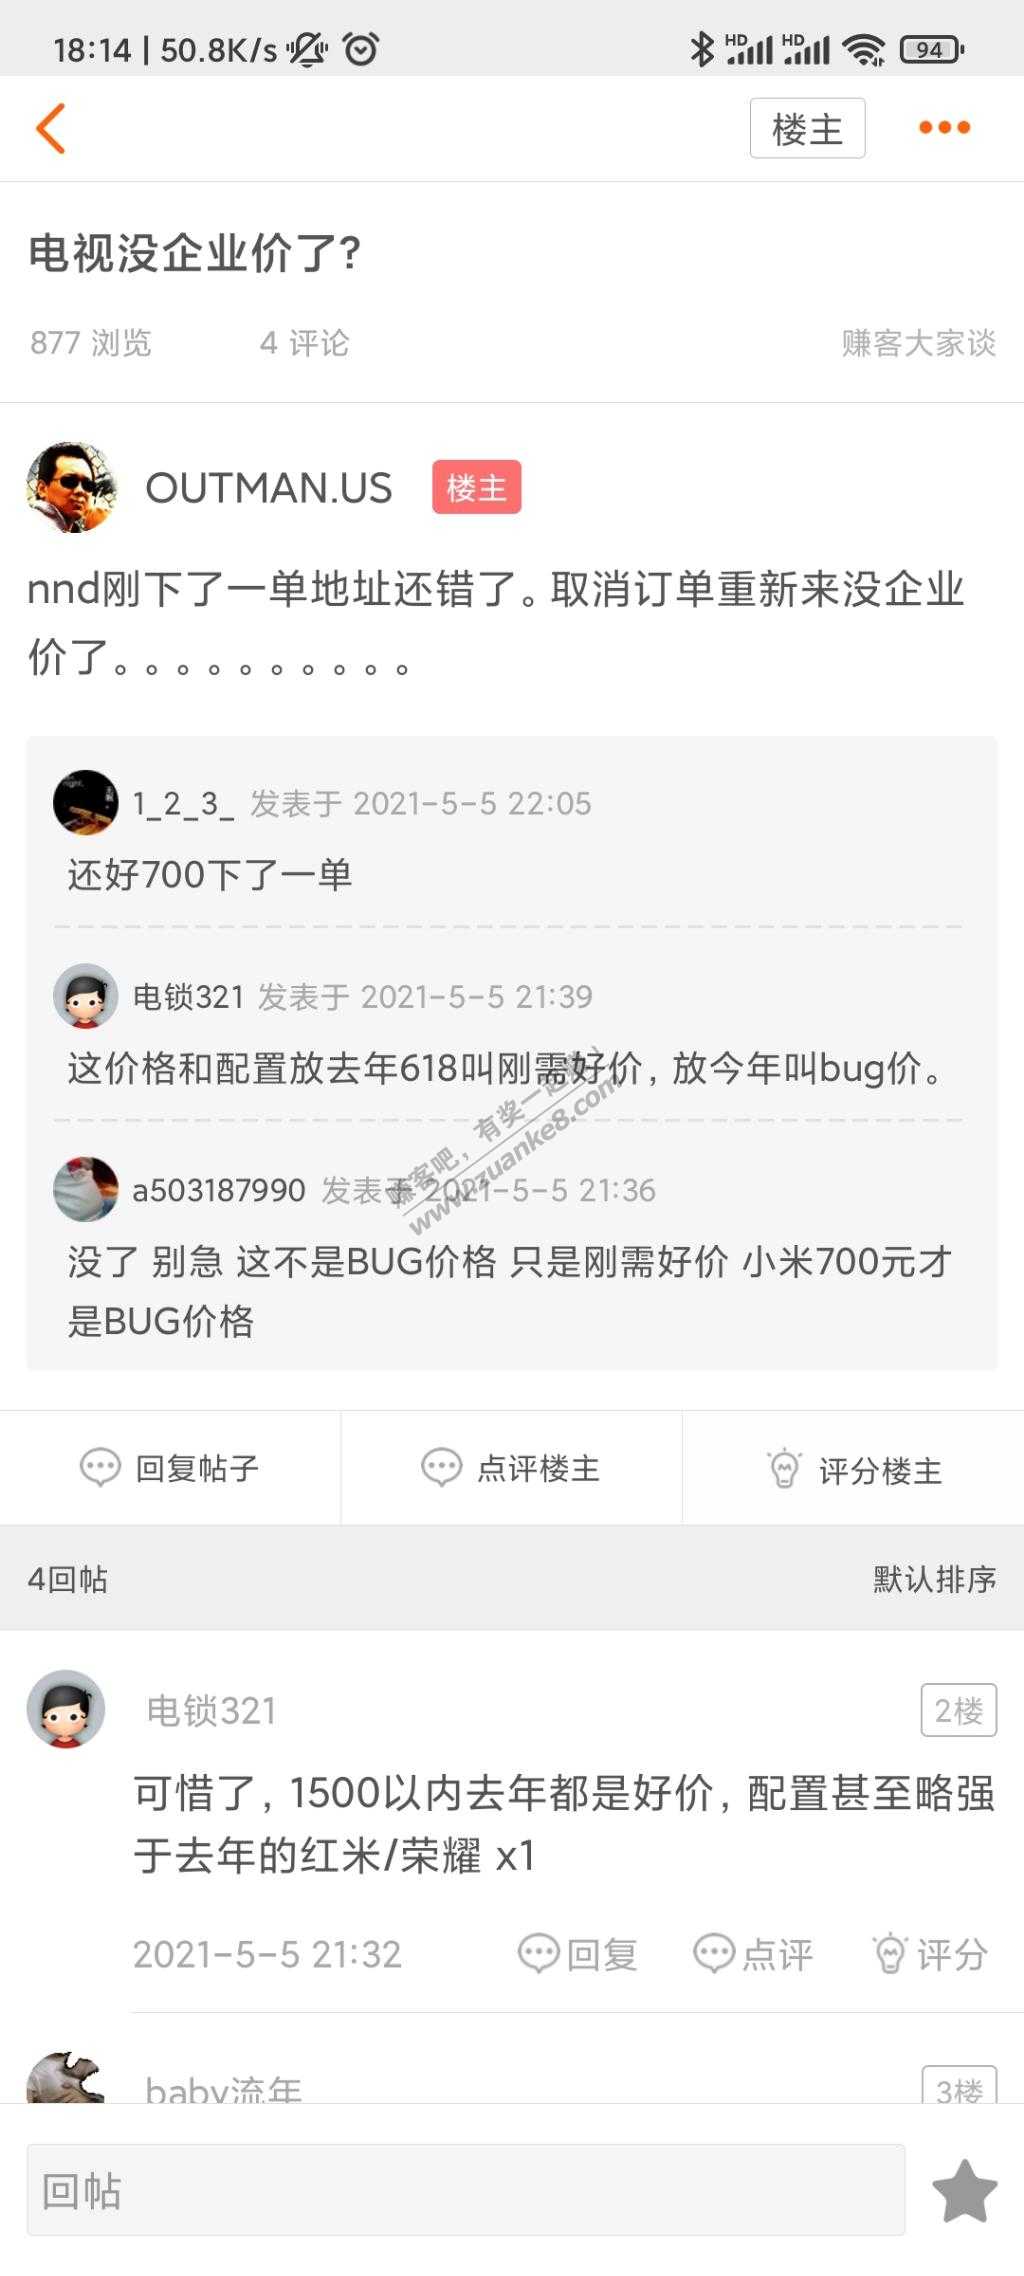 18:14 | 50.8K/s HD HD 94
楼主
电视没企业价了?
877 浏览 4 评论 赚客大家谈
OUTMAN.US 楼主
nnd刚下了一单地址还错了。取消订单重新来没企业
价了。。。。。。。。。。
1_2_3_ 发表于 2021-5-5 22:05
还好700下了一单
电锁321 发表于 2021-5-5 21:39
这价格和配置放去年618叫刚需好价，放今年叫bug价。
a503187990 发表于 2021-5-5 21:36
没了 别急 这不是BUG价格 只是刚需好价 小米700元才
是BUG价格
赚客吧，有奖一起赚！
www.zuanke8.com
回复帖子 点评楼主 评分楼主
4回帖 默认排序
电锁321 2楼
可惜了，1500以内去年都是好价，配置甚至略强
于去年的红米/荣耀 x1
2021-5-5 21:32 回复 点评 评分
baby流年 3楼
回帖